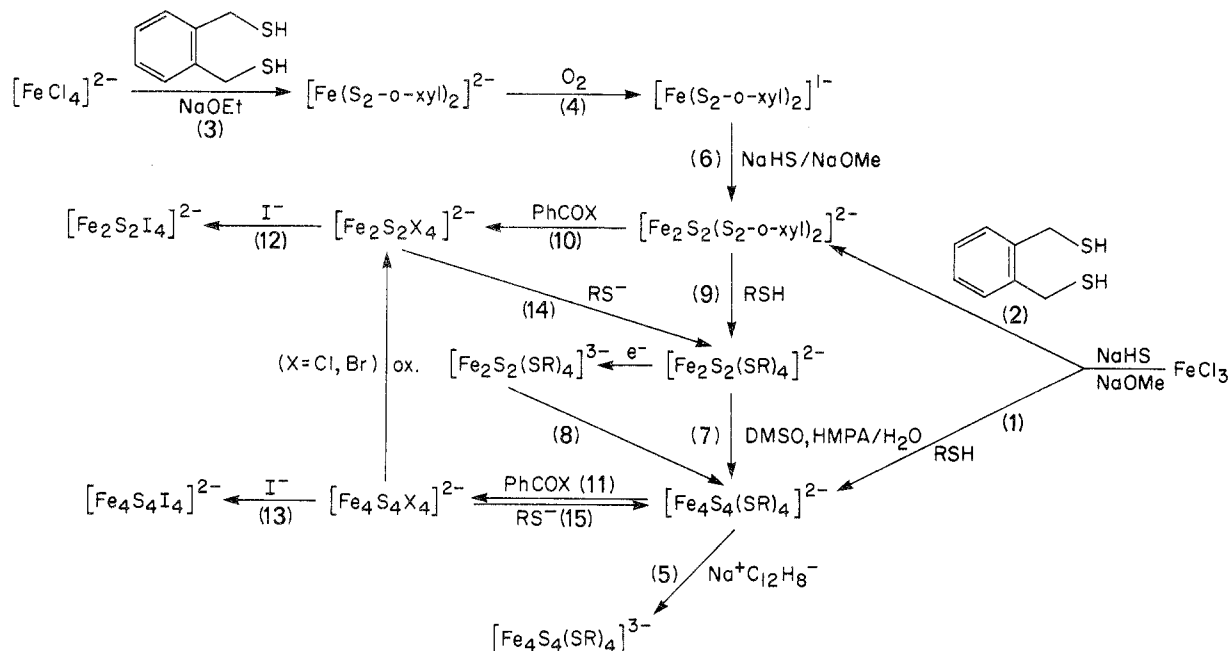 SH
SH
[FeCl₄]²⁻ NaOEt (3) [Fe(S₂-o-xyl)₂]²⁻ O₂ (4) [Fe(S₂-o-xyl)₂]¹⁻
(6) NaHS/NaOMe
[Fe₂S₂I₄]²⁻ I⁻ (12) [Fe₂S₂X₄]²⁻ PhCOX (10) [Fe₂S₂(S₂-o-xyl)₂]²⁻
SH
SH
(14) RS⁻ (9) RSH (2)
(X=Cl, Br) ox. [Fe₂S₂(SR)₄]³⁻ e⁻ [Fe₂S₂(SR)₄]²⁻ NaHS NaOMe FeCl₃
(8) (7) DMSO, HMPA/H₂O RSH (1)
[Fe₄S₄I₄]²⁻ I⁻ (13) [Fe₄S₄X₄]²⁻ PhCOX (11) RS⁻ (15) [Fe₄S₄(SR)₄]²⁻
(5) Na⁺C₁₂H₈⁻
[Fe₄S₄(SR)₄]³⁻